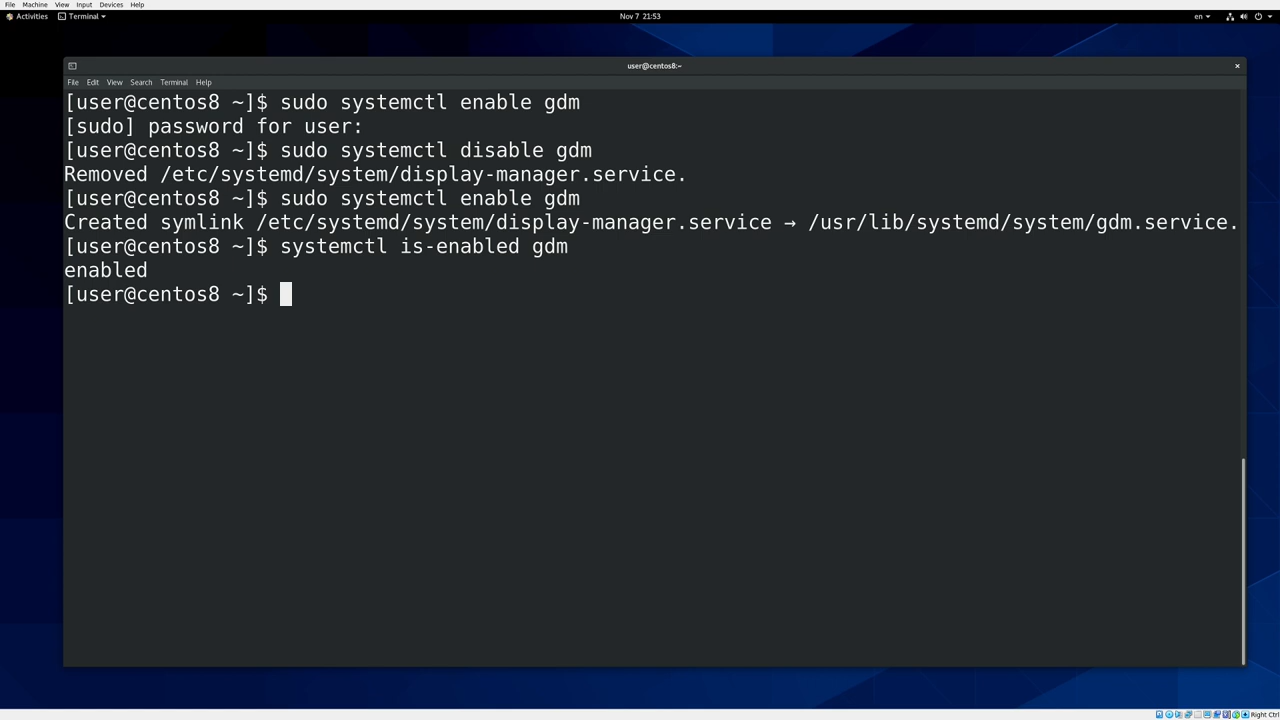 File Machine View Input Devices Help
Activities Terminal Nov 7 21:53 en
user@centos8:~
File Edit View Search Terminal Help
[user@centos8 ~]$ sudo systemctl enable gdm
[sudo] password for user:
[user@centos8 ~]$ sudo systemctl disable gdm
Removed /etc/systemd/system/display-manager.service.
[user@centos8 ~]$ sudo systemctl enable gdm
Created symlink /etc/systemd/system/display-manager.service → /usr/lib/systemd/system/gdm.service.
[user@centos8 ~]$ systemctl is-enabled gdm
enabled
[user@centos8 ~]$
Right Ctrl